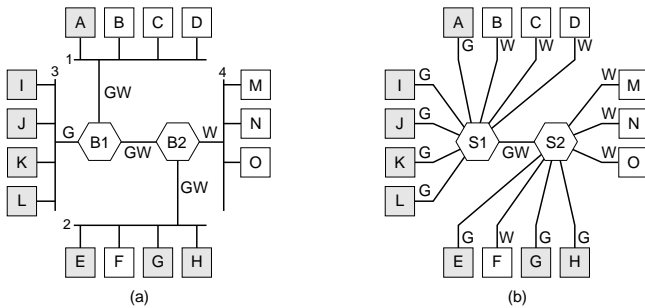 A B C D
1
GW
3
I
J
K
L
G
B1
GW
B2
W
4
M
N
O
GW
2
E F G H
(a)
A B C D
G W W W
I G
J G
K G
L G
S1
GW
S2
W M
W N
W O
G W G G
E F G H
(b)